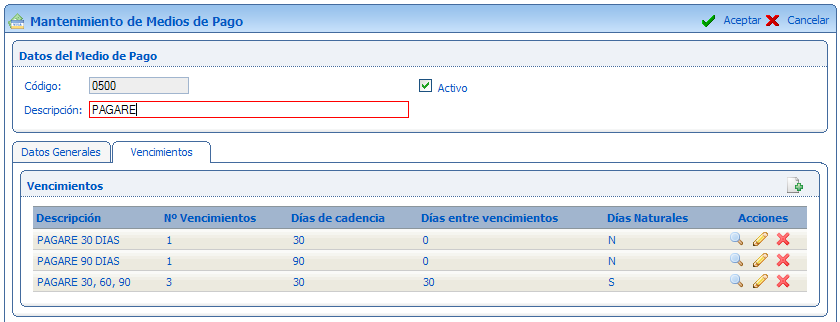 Mantenimiento de Medios de Pago Aceptar Cancelar
Datos del Medio de Pago
Código: 0500 Activo
Descripción: PAGARE
Datos Generales Vencimientos
Vencimientos
Descripción Nº Vencimientos Días de cadencia Días entre vencimientos Días Naturales Acciones
PAGARE 30 DIAS 1 30 0 N
PAGARE 90 DIAS 1 90 0 N
PAGARE 30, 60, 90 3 30 30 S